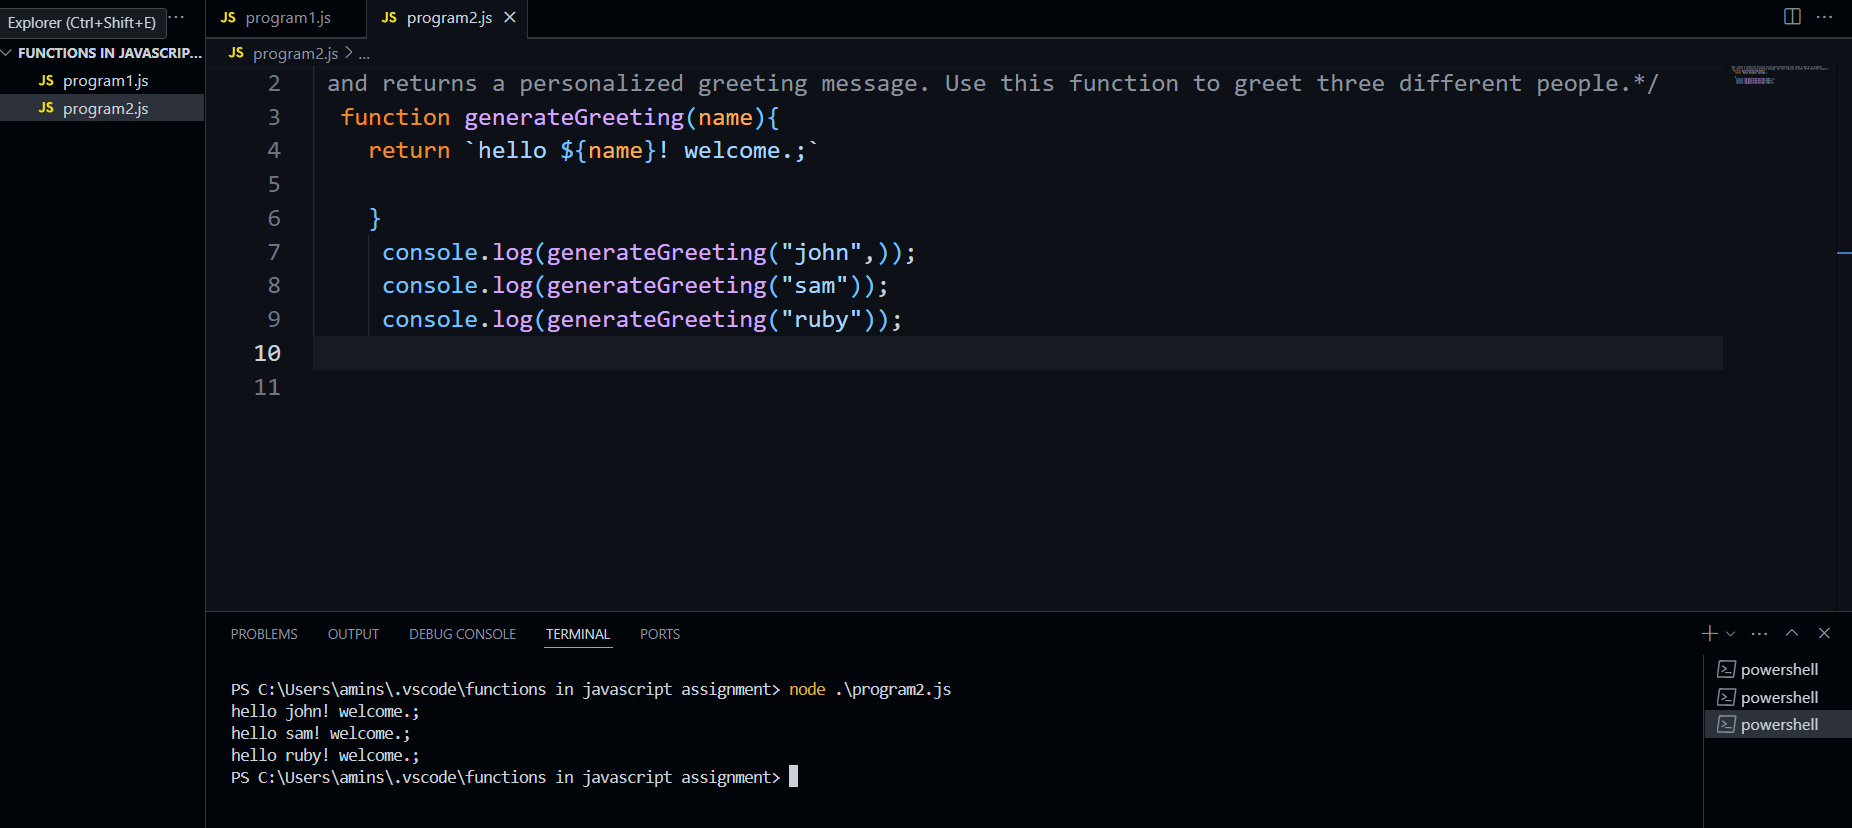 Explorer (Ctrl+Shift+E)
···
JS program1.js
JS program2.js ×
···
FUNCTIONS IN JAVASCRIP...
JS program1.js
JS program2.js
JS program2.js > ...
2 and returns a personalized greeting message. Use this function to greet three different people.*/
3 function generateGreeting(name){
4 return `hello ${name}! welcome.;`
5
6 }
7 console.log(generateGreeting("john",));
8 console.log(generateGreeting("sam"));
9 console.log(generateGreeting("ruby"));
10
11
PROBLEMS OUTPUT DEBUG CONSOLE TERMINAL PORTS
PS C:\Users\amins\.vscode\functions in javascript assignment> node .\program2.js
hello john! welcome.;
hello sam! welcome.;
hello ruby! welcome.;
PS C:\Users\amins\.vscode\functions in javascript assignment>
powershell
powershell
powershell